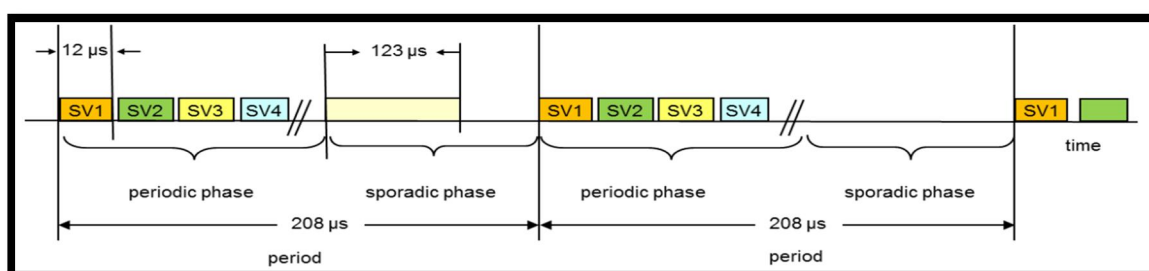 12 µs
123 µs
SV1 SV2 SV3 SV4 SV1 SV2 SV3 SV4 SV1
time
periodic phase sporadic phase periodic phase sporadic phase
208 µs 208 µs
period period